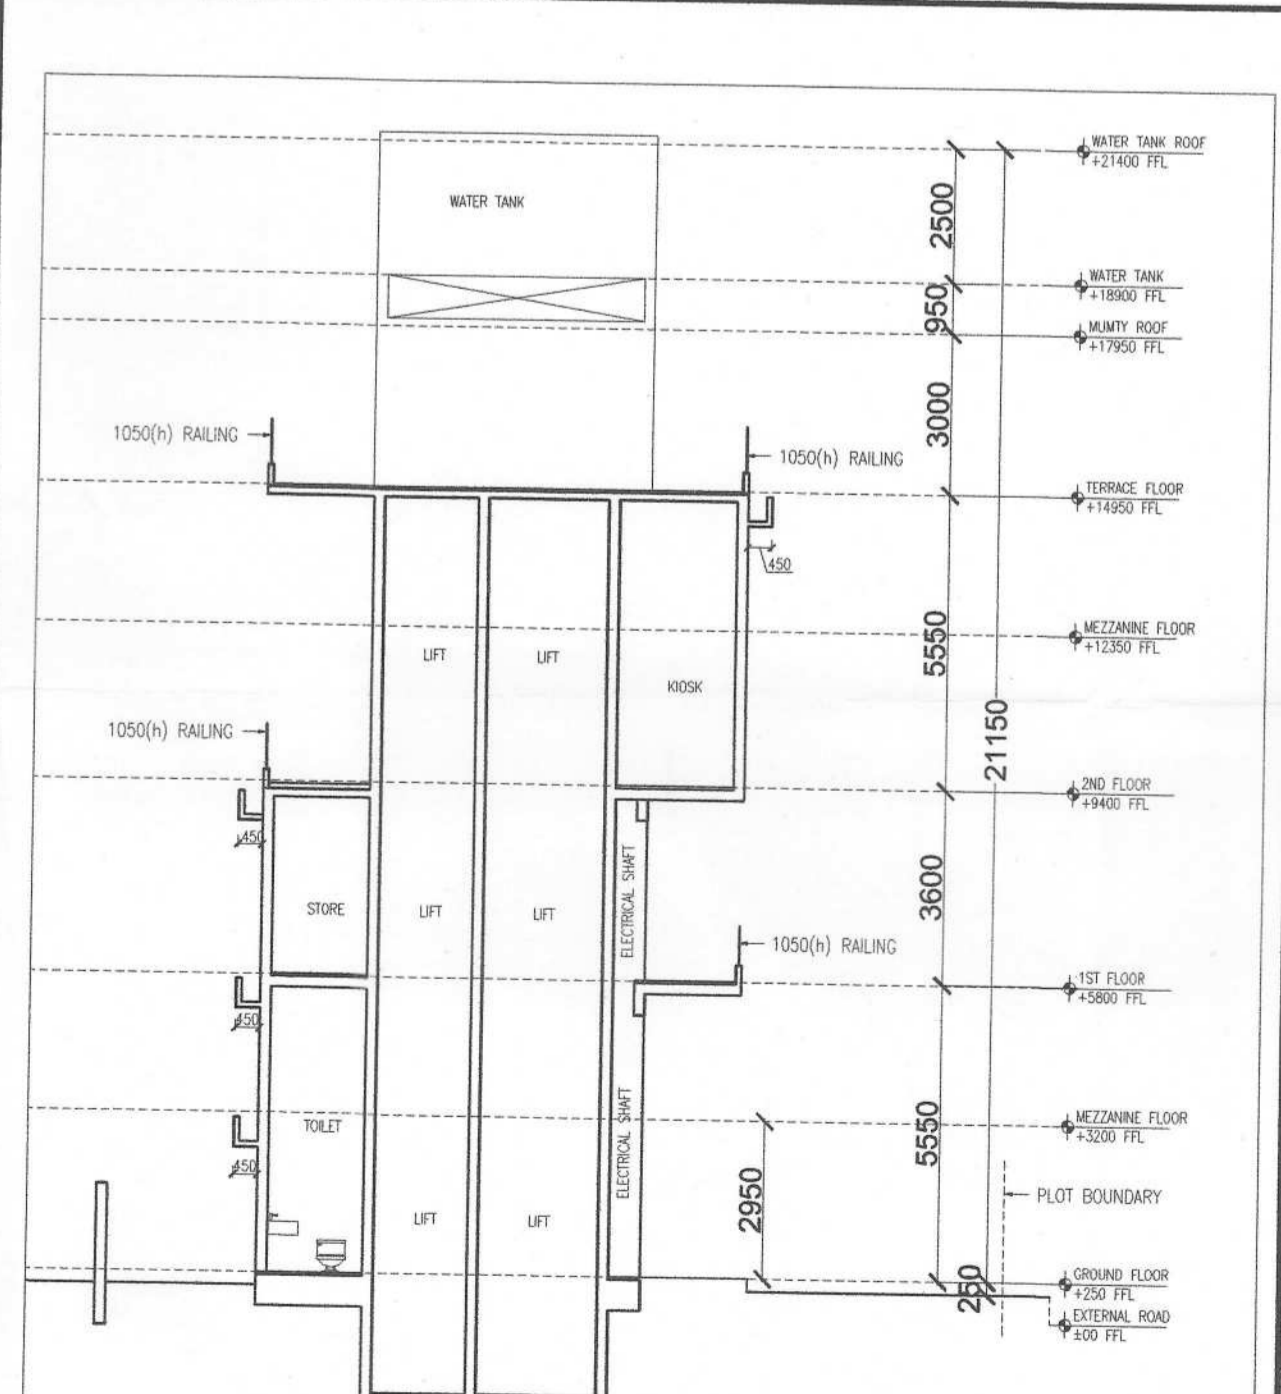 WATER TANK ROOF
+21400 FFL
WATER TANK
2500
WATER TANK
+18900 FFL
950
MUMTY ROOF
+17950 FFL
3000
1050(h) RAILING
1050(h) RAILING
TERRACE FLOOR
+14950 FFL
450
MEZZANINE FLOOR
+12350 FFL
5550
LIFT
LIFT
KIOSK
1050(h) RAILING
21150
2ND FLOOR
+9400 FFL
450
3600
ELECTRICAL SHAFT
STORE
LIFT
LIFT
1050(h) RAILING
1ST FLOOR
+5800 FFL
450
MEZZANINE FLOOR
+3200 FFL
TOILET
5550
ELECTRICAL SHAFT
450
2950
PLOT BOUNDARY
LIFT
LIFT
GROUND FLOOR
+250 FFL
250
EXTERNAL ROAD
±00 FFL